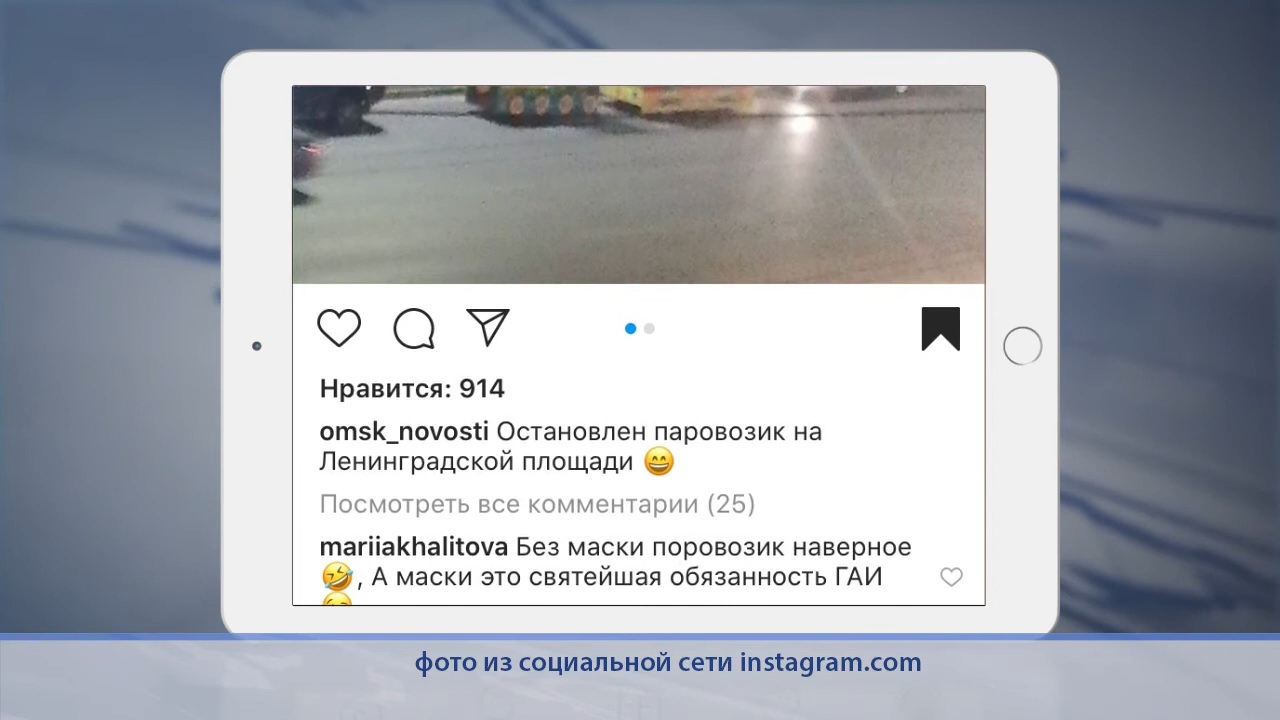 Нравится: 914
omsk_novosti Остановлен паровозик на
Ленинградской площади 😄
Посмотреть все комментарии (25)
mariiakhalitova Без маски поровозик наверное
🤣, А маски это святейшая обязанность ГАИ
фото из социальной сети instagram.com